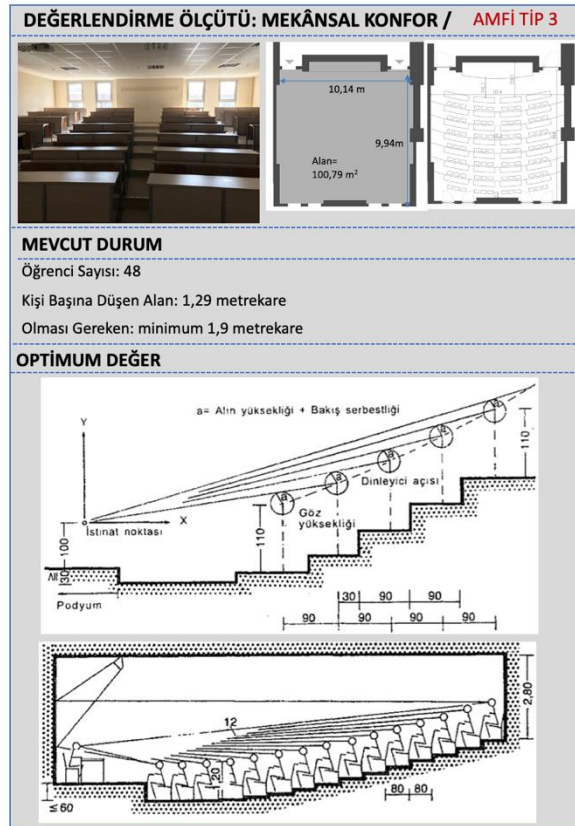 DEĞERLENDİRME ÖLÇÜTÜ: MEKÂNSAL KONFOR / AMFİ TİP 3
10,14 m
9,94m
Alan=
100,79 m²
MEVCUT DURUM
Öğrenci Sayısı: 48
Kişi Başına Düşen Alan: 1,29 metrekare
Olması Gereken: minimum 1,9 metrekare
OPTİMUM DEĞER
Y
a= Alın yüksekliği + Bakış serbestliği
a
a
a
a
a
110
Dinleyici açısı
X
İstinat noktası
Göz
yüksekliği
100
110
30
Podyum
30 90 90
90 90 90 90
2,80
12
20
≤ 60
80 80